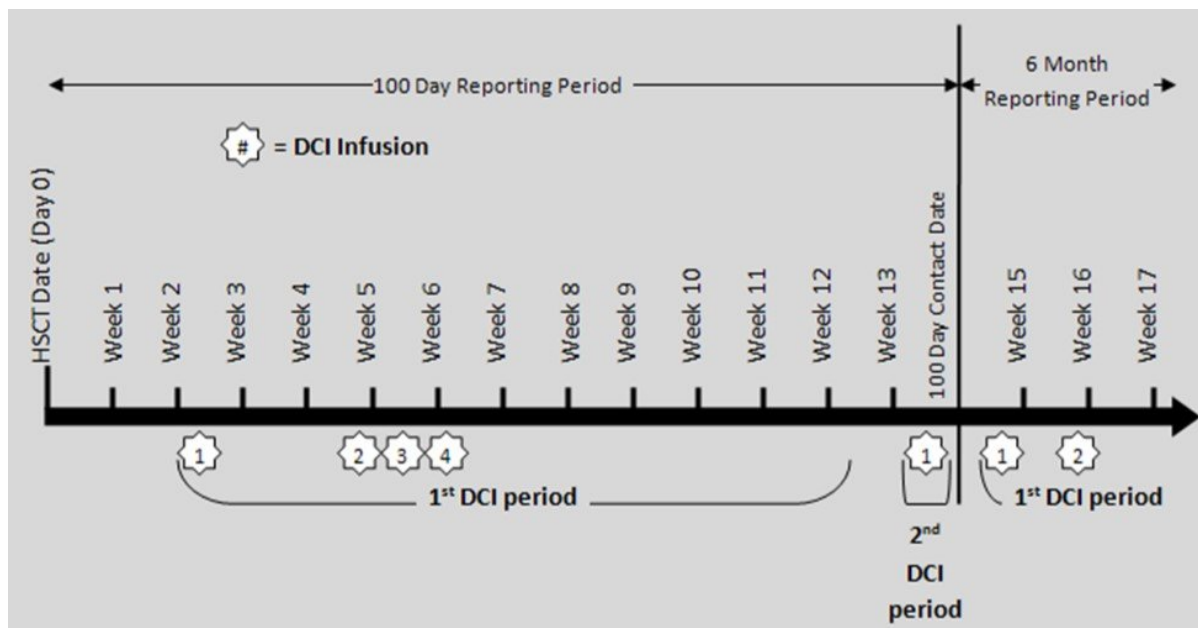 100 Day Reporting Period
6 Month
Reporting Period
# = DCI Infusion
HSCT Date (Day 0)
Week 1
Week 2
Week 3
Week 4
Week 5
Week 6
Week 7
Week 8
Week 9
Week 10
Week 11
Week 12
Week 13
100 Day Contact Date
Week 15
Week 16
Week 17
1
2
3
4
1
1
2
1st DCI period
2nd
DCI
period
1st DCI period